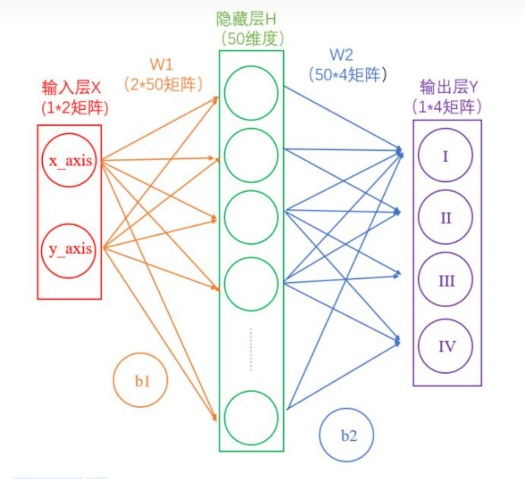 隐藏层H
(50维度)
W1
(2*50矩阵)
W2
(50*4矩阵)
输入层X
(1*2矩阵)
输出层Y
(1*4矩阵)
x_axis
y_axis
I
II
III
IV
b1
b2